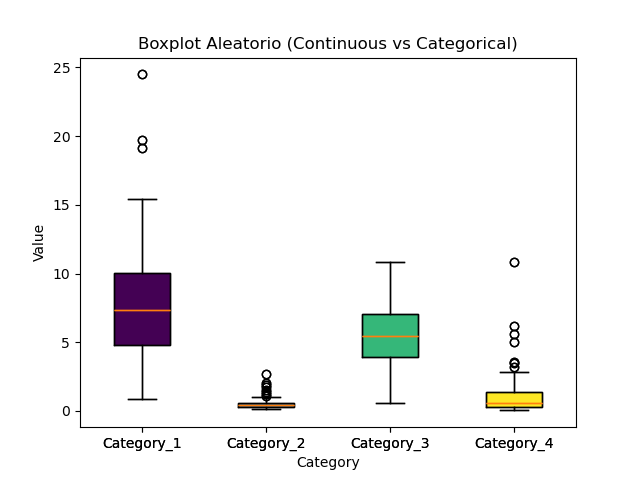 Boxplot Aleatorio (Continuous vs Categorical)
25
20
15
10
5
0
Value
Category_1 Category_2 Category_3 Category_4
Category